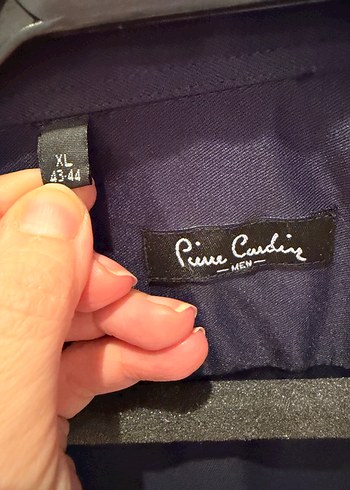 XL
43-44
Pierre Cardin
MEN